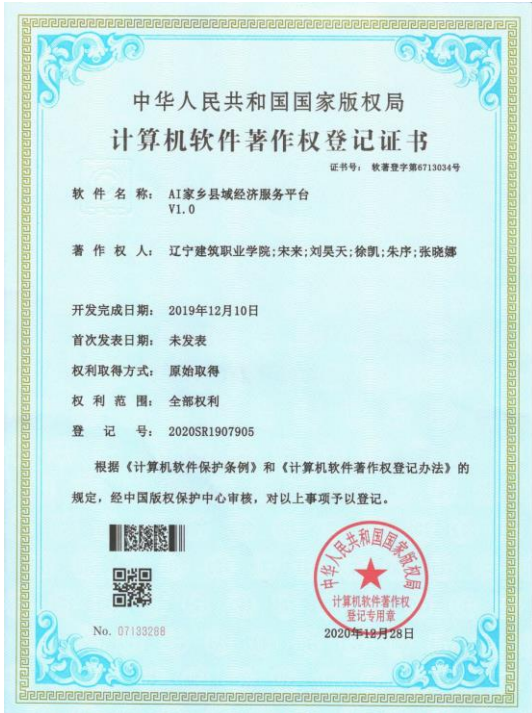 中华人民共和国国家版权局
计算机软件著作权登记证书
证书号： 软著登字第6713034号
软件名称： AI家乡县域经济服务平台
V1.0
著作权人： 辽宁建筑职业学院;宋来;刘昊天;徐凯;朱序;张晓娜
开发完成日期： 2019年12月10日
首次发表日期： 未发表
权利取得方式： 原始取得
权利范围： 全部权利
登记号： 2020SR1907905
根据《计算机软件保护条例》和《计算机软件著作权登记办法》的
规定，经中国版权保护中心审核，对以上事项予以登记。
中华人民共和国国家版权局
计算机软件著作权
登记专用章
No. 07133288
2020年12月28日